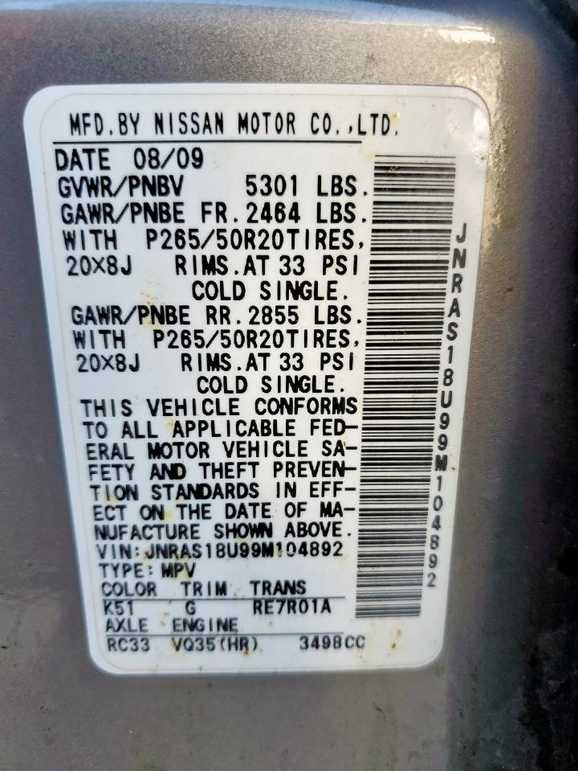 MFD.BY NISSAN MOTOR CO.,LTD.
DATE 08/09
GVWR/PNBV 5301 LBS.
GAWR/PNBE FR.2464 LBS.
WITH P265/50R20TIRES,
20×8J RIMS.AT 33 PSI
COLD SINGLE.
GAWR/PNBE RR.2855 LBS.
WITH P265/50R20TIRES,
20×8J RIMS.AT 33 PSI
COLD SINGLE.
THIS VEHICLE CONFORMS
TO ALL APPLICABLE FED-
ERAL MOTOR VEHICLE SA-
FETY AND THEFT PREVEN-
TION STANDARDS IN EFF-
ECT ON THE DATE OF MA-
NUFACTURE SHOWN ABOVE.
VIN:JNRAS18U99M104892
TYPE:MPV
COLOR TRIM TRANS
K51 G RE7R01A
AXLE ENGINE
RC33 VQ35(HR) 3498CC
JNRAS18U99M104892